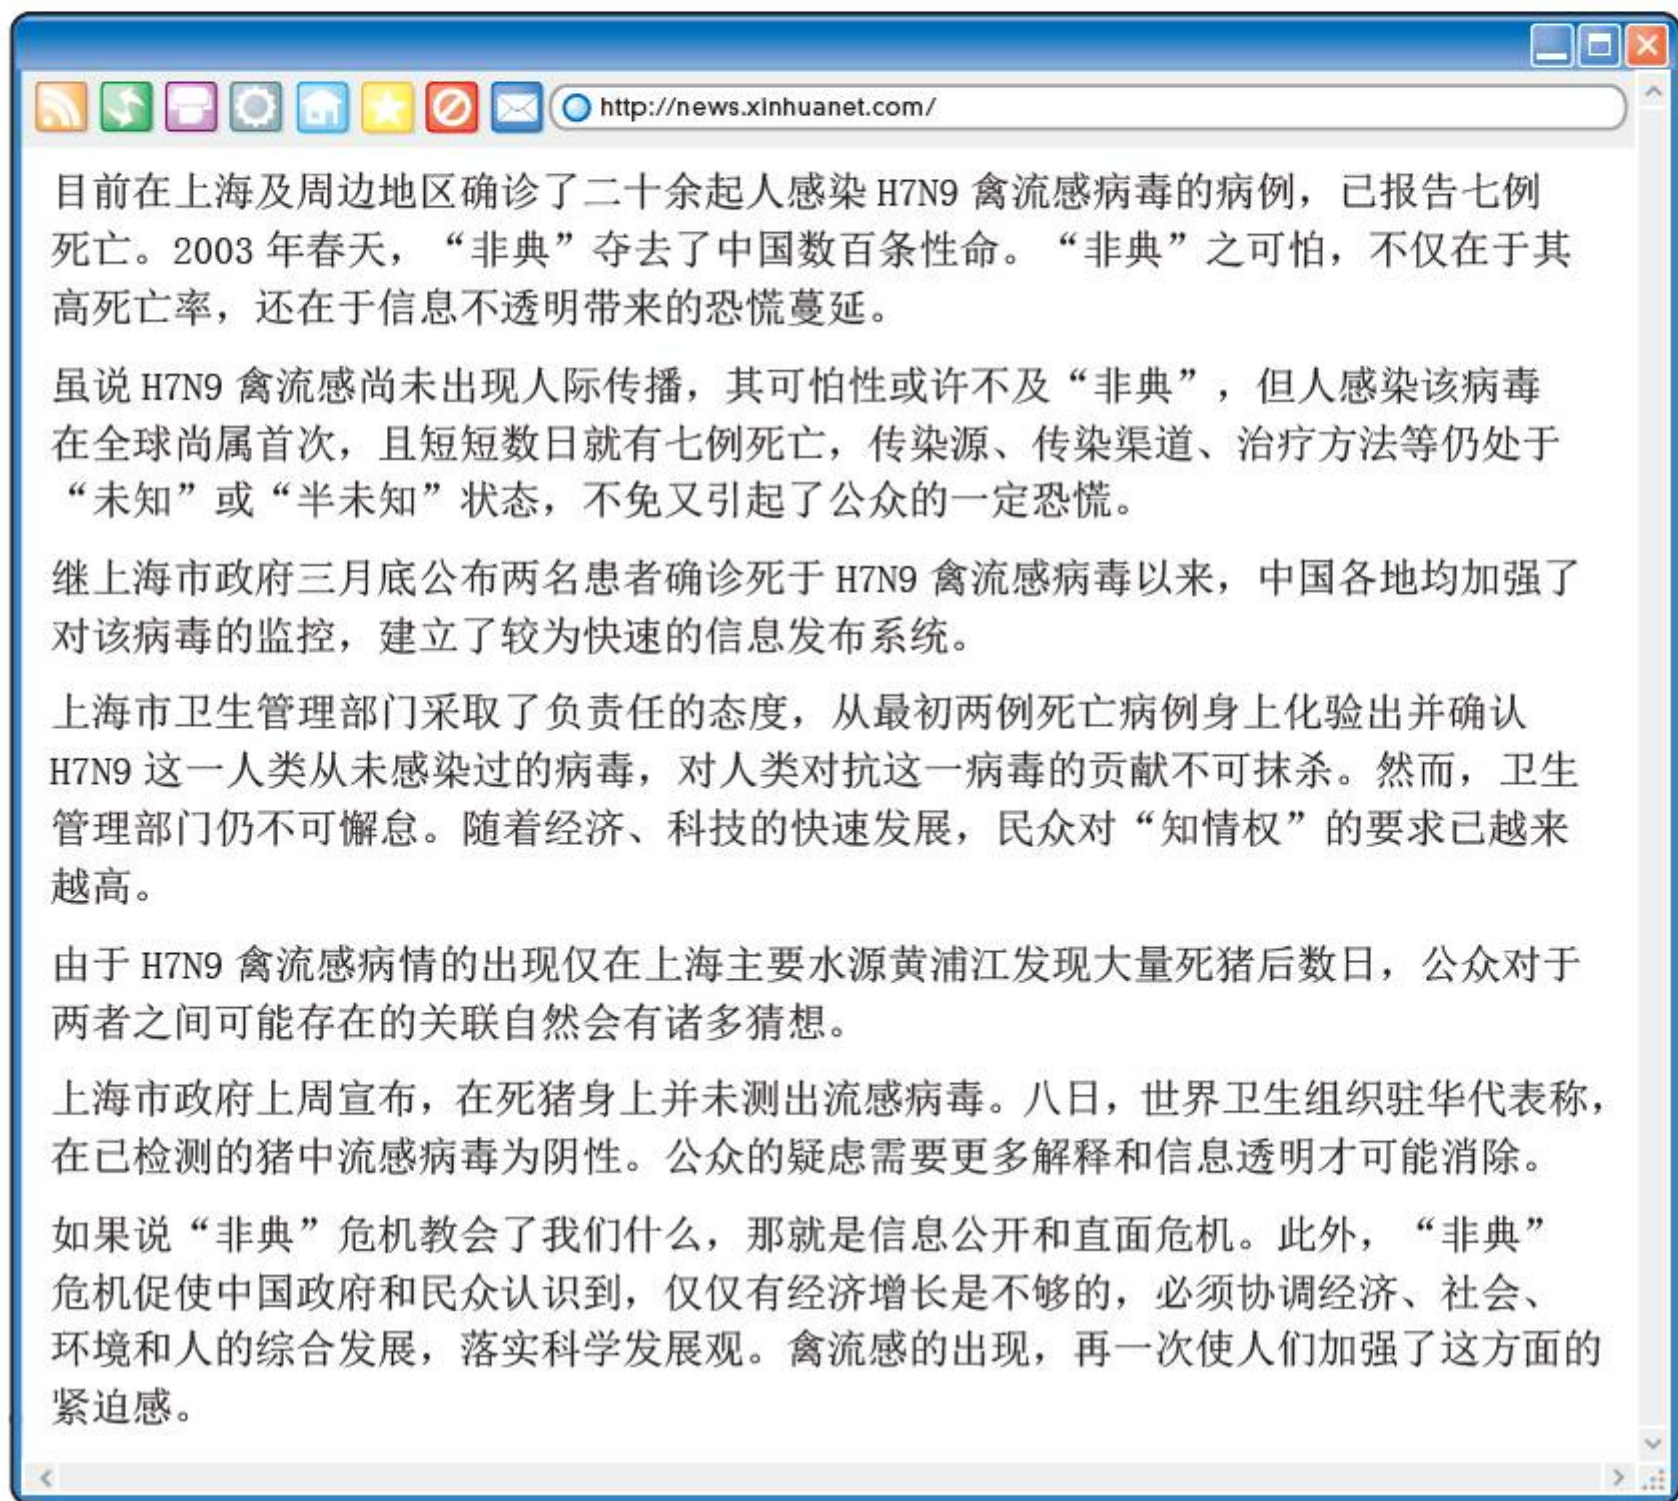 http://news.xinhuanet.com/
目前在上海及周边地区确诊了二十余起人感染 H7N9 禽流感病毒的病例，已报告七例
死亡。2003 年春天，“非典”夺去了中国数百条性命。“非典”之可怕，不仅在于其
高死亡率，还在于信息不透明带来的恐慌蔓延。
虽说 H7N9 禽流感尚未出现人际传播，其可怕性或许不及“非典”，但人感染该病毒
在全球尚属首次，且短短数日就有七例死亡，传染源、传染渠道、治疗方法等仍处于
“未知”或“半未知”状态，不免又引起了公众的一定恐慌。
继上海市政府三月底公布两名患者确诊死于 H7N9 禽流感病毒以来，中国各地均加强了
对该病毒的监控，建立了较为快速的信息发布系统。
上海市卫生管理部门采取了负责任的态度，从最初两例死亡病例身上化验出并确认
H7N9 这一人类从未感染过的病毒，对人类对抗这一病毒的贡献不可抹杀。然而，卫生
管理部门仍不可懈怠。随着经济、科技的快速发展，民众对“知情权”的要求已越来
越高。
由于 H7N9 禽流感病情的出现仅在上海主要水源黄浦江发现大量死猪后数日，公众对于
两者之间可能存在的关联自然会有诸多猜想。
上海市政府上周宣布，在死猪身上并未测出流感病毒。八日，世界卫生组织驻华代表称，
在已检测的猪中流感病毒为阴性。公众的疑虑需要更多解释和信息透明才可能消除。
如果说“非典”危机教会了我们什么，那就是信息公开和直面危机。此外，“非典”
危机促使中国政府和民众认识到，仅仅有经济增长是不够的，必须协调经济、社会、
环境和人的综合发展，落实科学发展观。禽流感的出现，再一次使人们加强了这方面的
紧迫感。